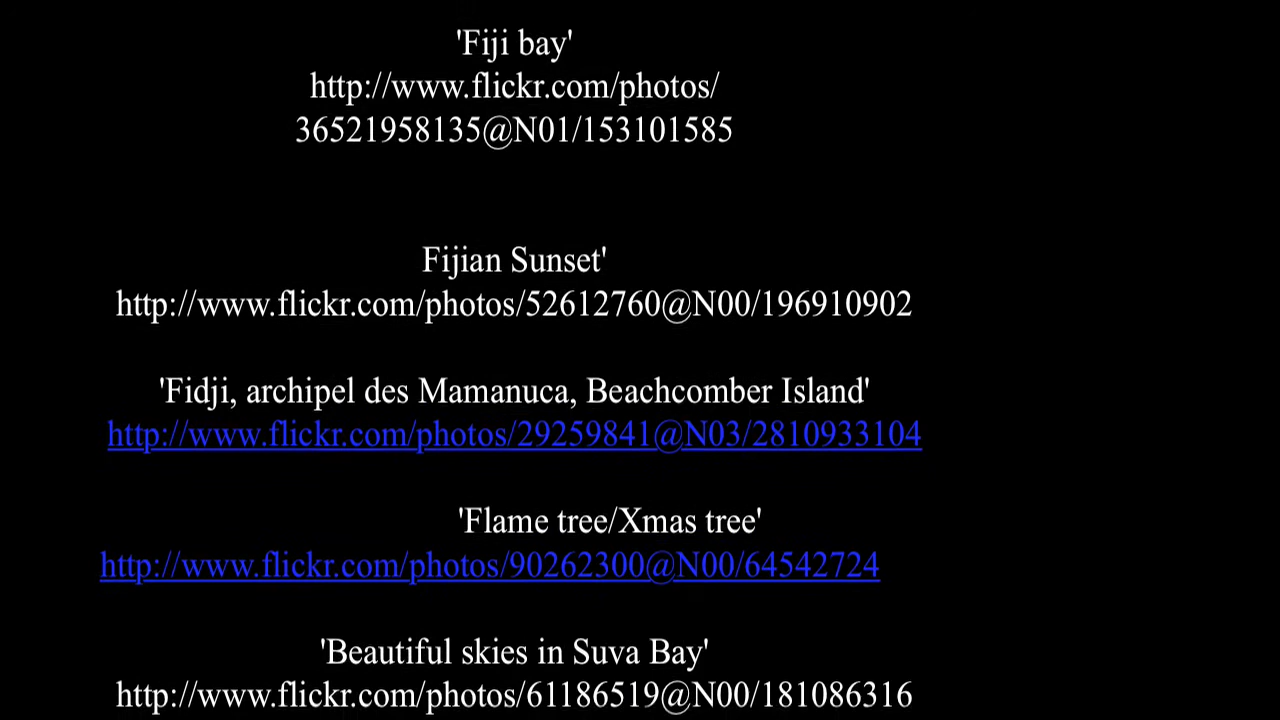 'Fiji bay'
http://www.flickr.com/photos/
36521958135@N01/153101585
Fijian Sunset'
http://www.flickr.com/photos/52612760@N00/196910902
'Fidji, archipel des Mamanuca, Beachcomber Island'
http://www.flickr.com/photos/29259841@N03/2810933104
'Flame tree/Xmas tree'
http://www.flickr.com/photos/90262300@N00/64542724
'Beautiful skies in Suva Bay'
http://www.flickr.com/photos/61186519@N00/181086316